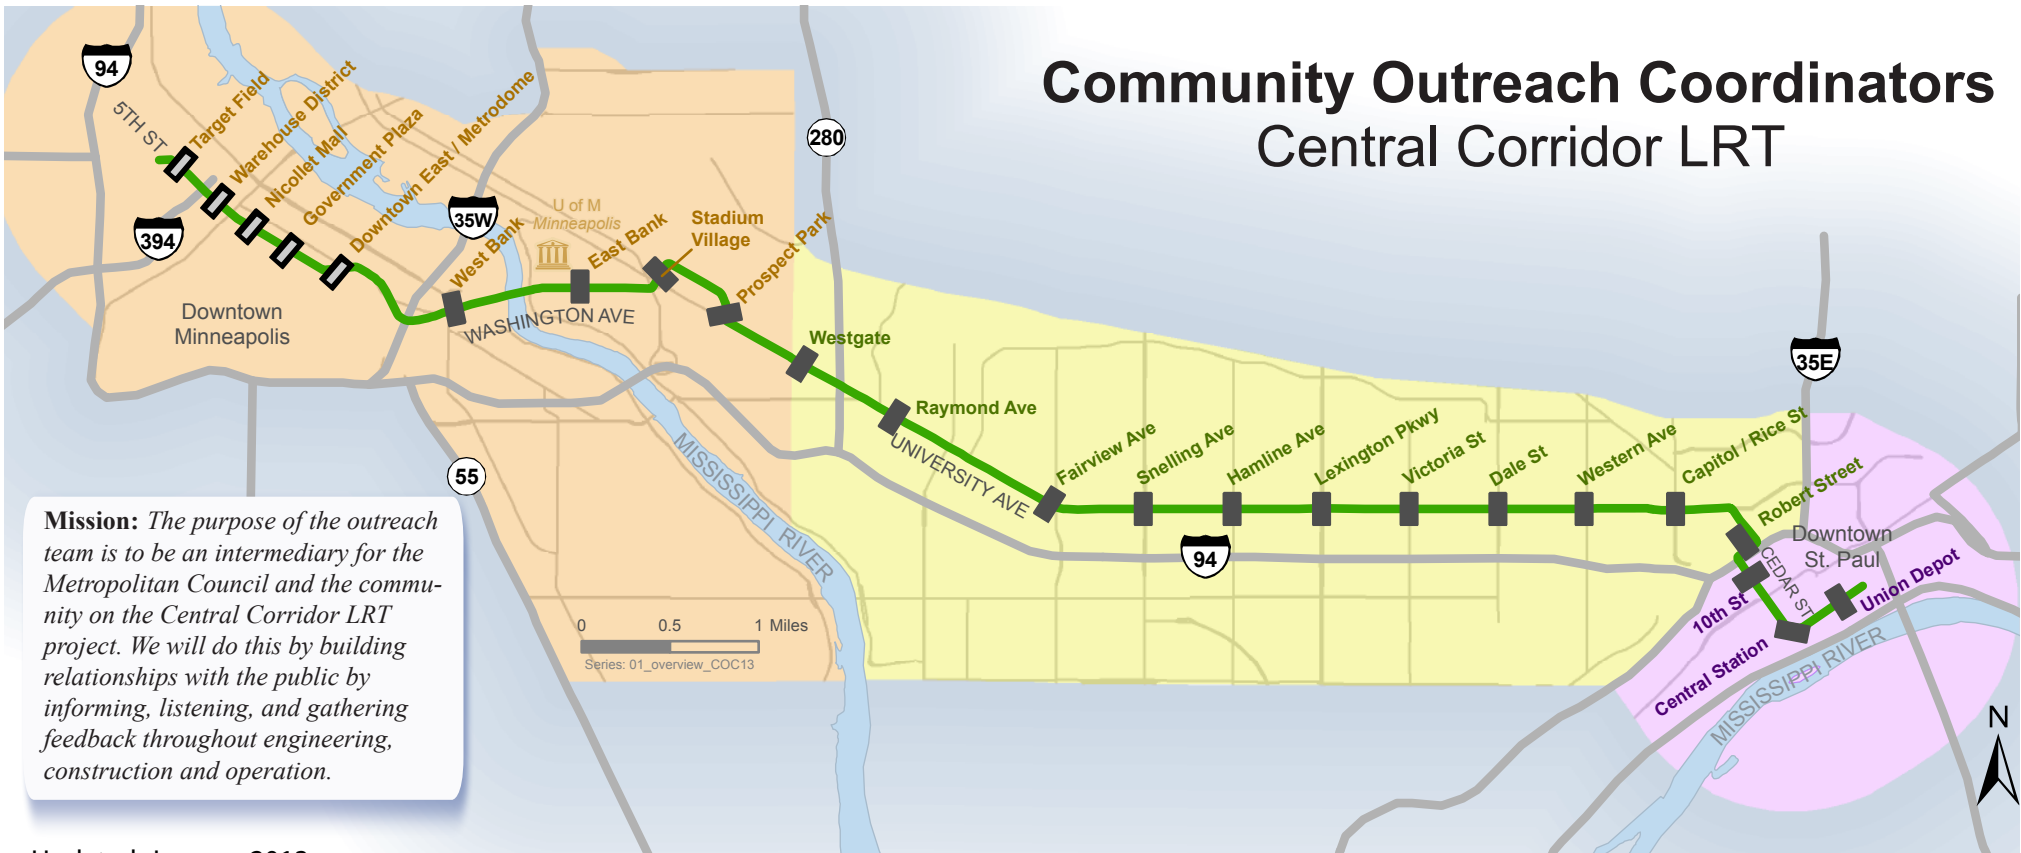 Community Outreach Coordinators
Central Corridor LRT
94
5TH ST
Target Field
Warehouse District
Nicollet Mall
Government Plaza
Downtown East / Metrodome
394
35W
West Bank
U of M
Minneapolis
East Bank
Stadium
Village
Prospect Park
280
Downtown
Minneapolis
WASHINGTON AVE
Westgate
Raymond Ave
UNIVERSITY AVE
Fairview Ave
Snelling Ave
Hamline Ave
Lexington Pkwy
Victoria St
Dale St
Western Ave
Capitol / Rice St
Robert Street
35E
Downtown
St. Paul
CEDAR ST
10th St
Union Depot
Central Station
MISSISSIPPI RIVER
MISSISSIPPI RIVER
94
55
0 0.5 1 Miles
Series: 01_overview_COC13
N
Mission: The purpose of the outreach
team is to be an intermediary for the
Metropolitan Council and the commu-
nity on the Central Corridor LRT
project. We will do this by building
relationships with the public by
informing, listening, and gathering
feedback throughout engineering,
construction and operation.